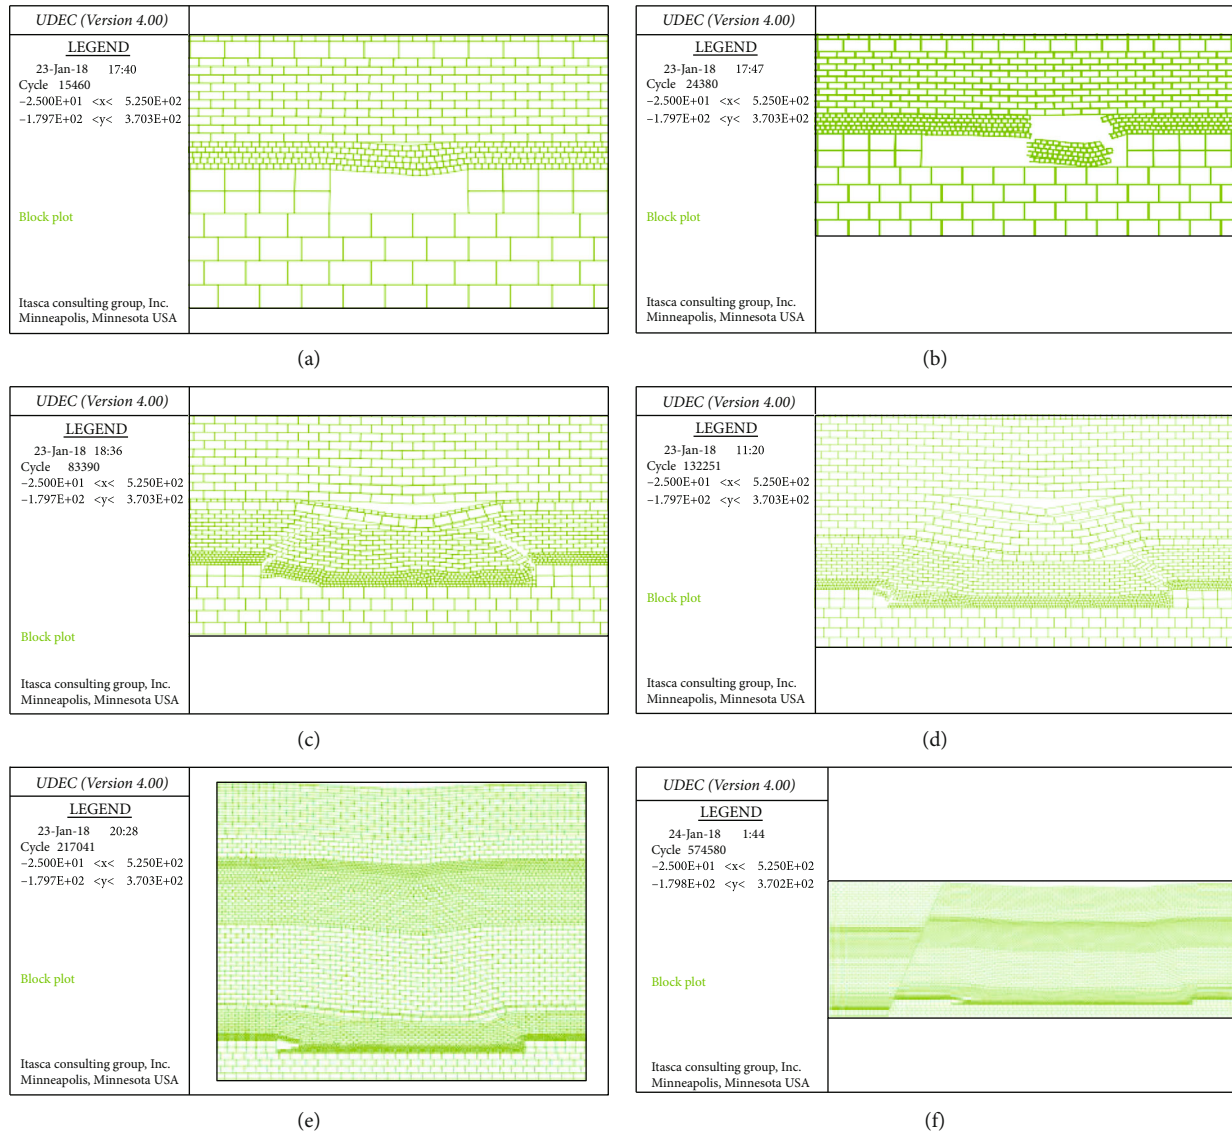 UDEC (Version 4.00)
LEGEND
23-Jan-18 17:40
Cycle 15460
−2.500E+01 <x< 5.250E+02
−1.797E+02 <y< 3.703E+02
Block plot
Itasca consulting group, Inc.
Minneapolis, Minnesota USA
(a)
UDEC (Version 4.00)
LEGEND
23-Jan-18 17:47
Cycle 24380
−2.500E+01 <x< 5.250E+02
−1.797E+02 <y< 3.703E+02
Block plot
Itasca consulting group, Inc.
Minneapolis, Minnesota USA
(b)
UDEC (Version 4.00)
LEGEND
23-Jan-18 18:36
Cycle 83390
−2.500E+01 <x< 5.250E+02
−1.797E+02 <y< 3.703E+02
Block plot
Itasca consulting group, Inc.
Minneapolis, Minnesota USA
(c)
UDEC (Version 4.00)
LEGEND
23-Jan-18 11:20
Cycle 132251
−2.500E+01 <x< 5.250E+02
−1.797E+02 <y< 3.703E+02
Block plot
Itasca consulting group, Inc.
Minneapolis, Minnesota USA
(d)
UDEC (Version 4.00)
LEGEND
23-Jan-18 20:28
Cycle 217041
−2.500E+01 <x< 5.250E+02
−1.797E+02 <y< 3.703E+02
Block plot
Itasca consulting group, Inc.
Minneapolis, Minnesota USA
(e)
UDEC (Version 4.00)
LEGEND
24-Jan-18 1:44
Cycle 574580
−2.500E+01 <x< 5.250E+02
−1.798E+02 <y< 3.702E+02
Block plot
Itasca consulting group, Inc.
Minneapolis, Minnesota USA
(f)